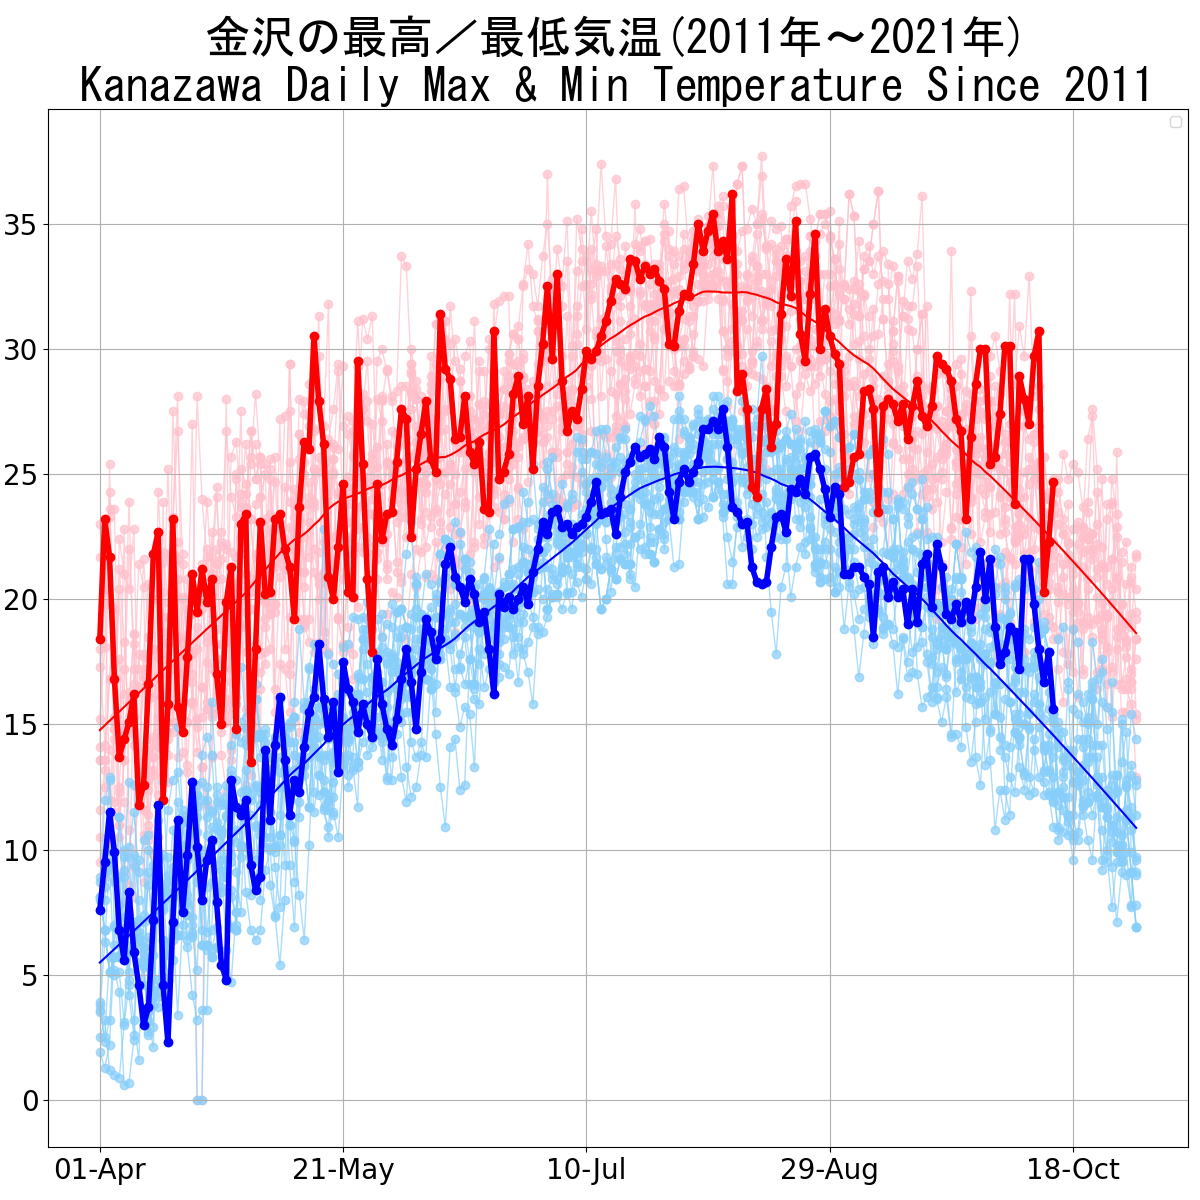 金沢の最高／最低気温(2011年～2021年)
Kanazawa Daily Max & Min Temperature Since 2011
35
30
25
20
15
10
5
0
01-Apr 21-May 10-Jul 29-Aug 18-Oct